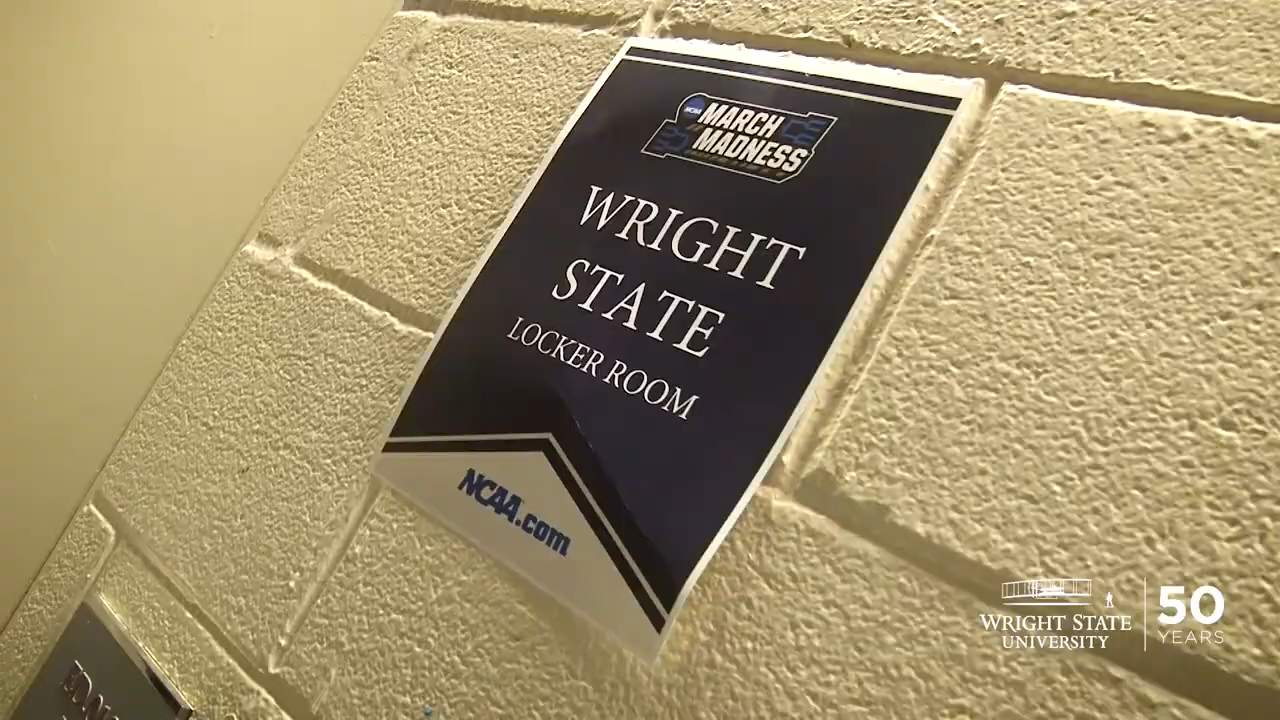 NCAA
MARCH
MADNESS
WRIGHT
STATE
LOCKER ROOM
NCAA.com
WRIGHT STATE
UNIVERSITY
50
YEARS